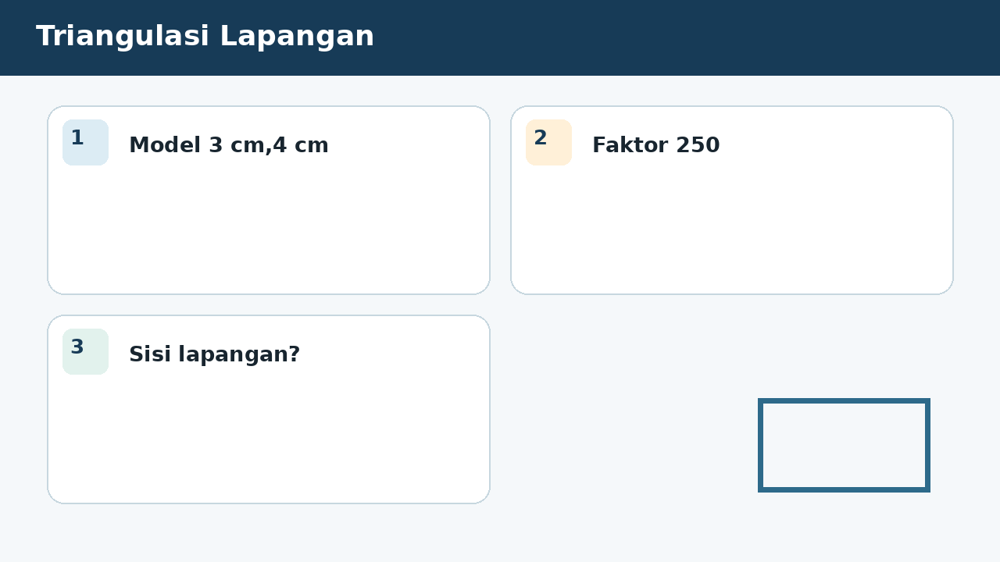 Triangulasi Lapangan
1
Model 3 cm,4 cm
2
Faktor 250
3
Sisi lapangan?